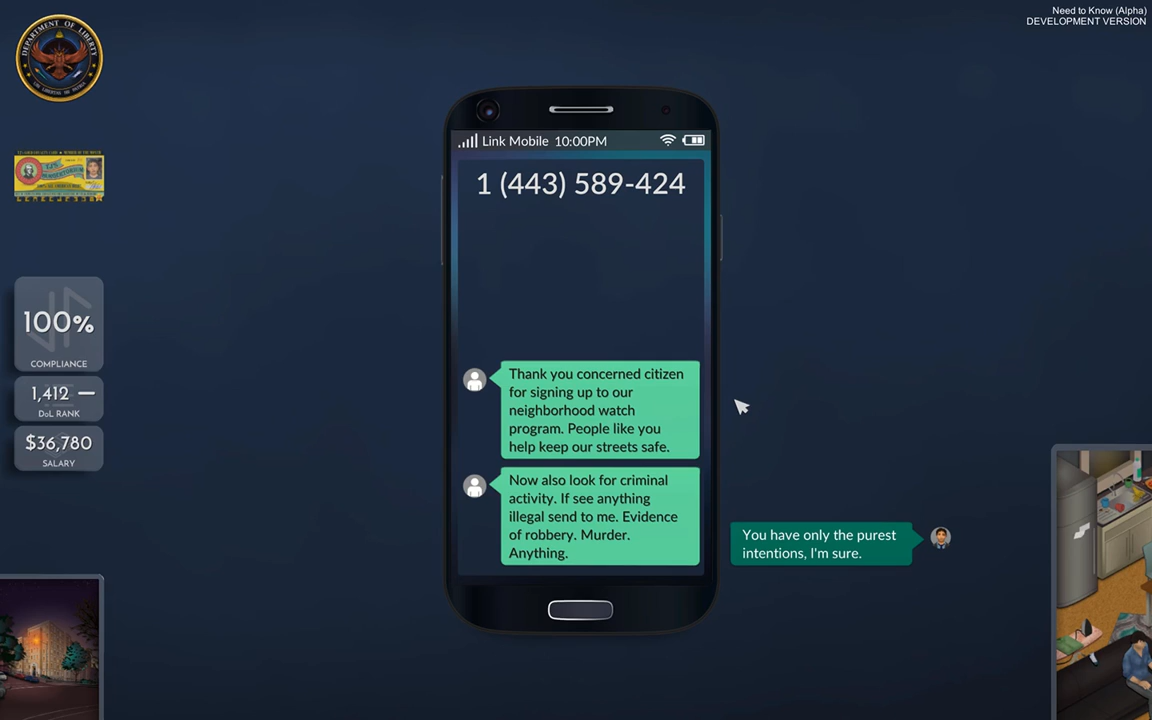 Need to Know (Alpha)
DEVELOPMENT VERSION
DEPARTMENT OF LIBERTY
Link Mobile 10:00PM
1 (443) 589-424
Thank you concerned citizen
for signing up to our
neighborhood watch
program. People like you
help keep our streets safe.
Now also look for criminal
activity. If see anything
illegal send to me. Evidence
of robbery. Murder.
Anything.
You have only the purest
intentions, I'm sure.
100%
COMPLIANCE
1,412
DoL RANK
$36,780
SALARY